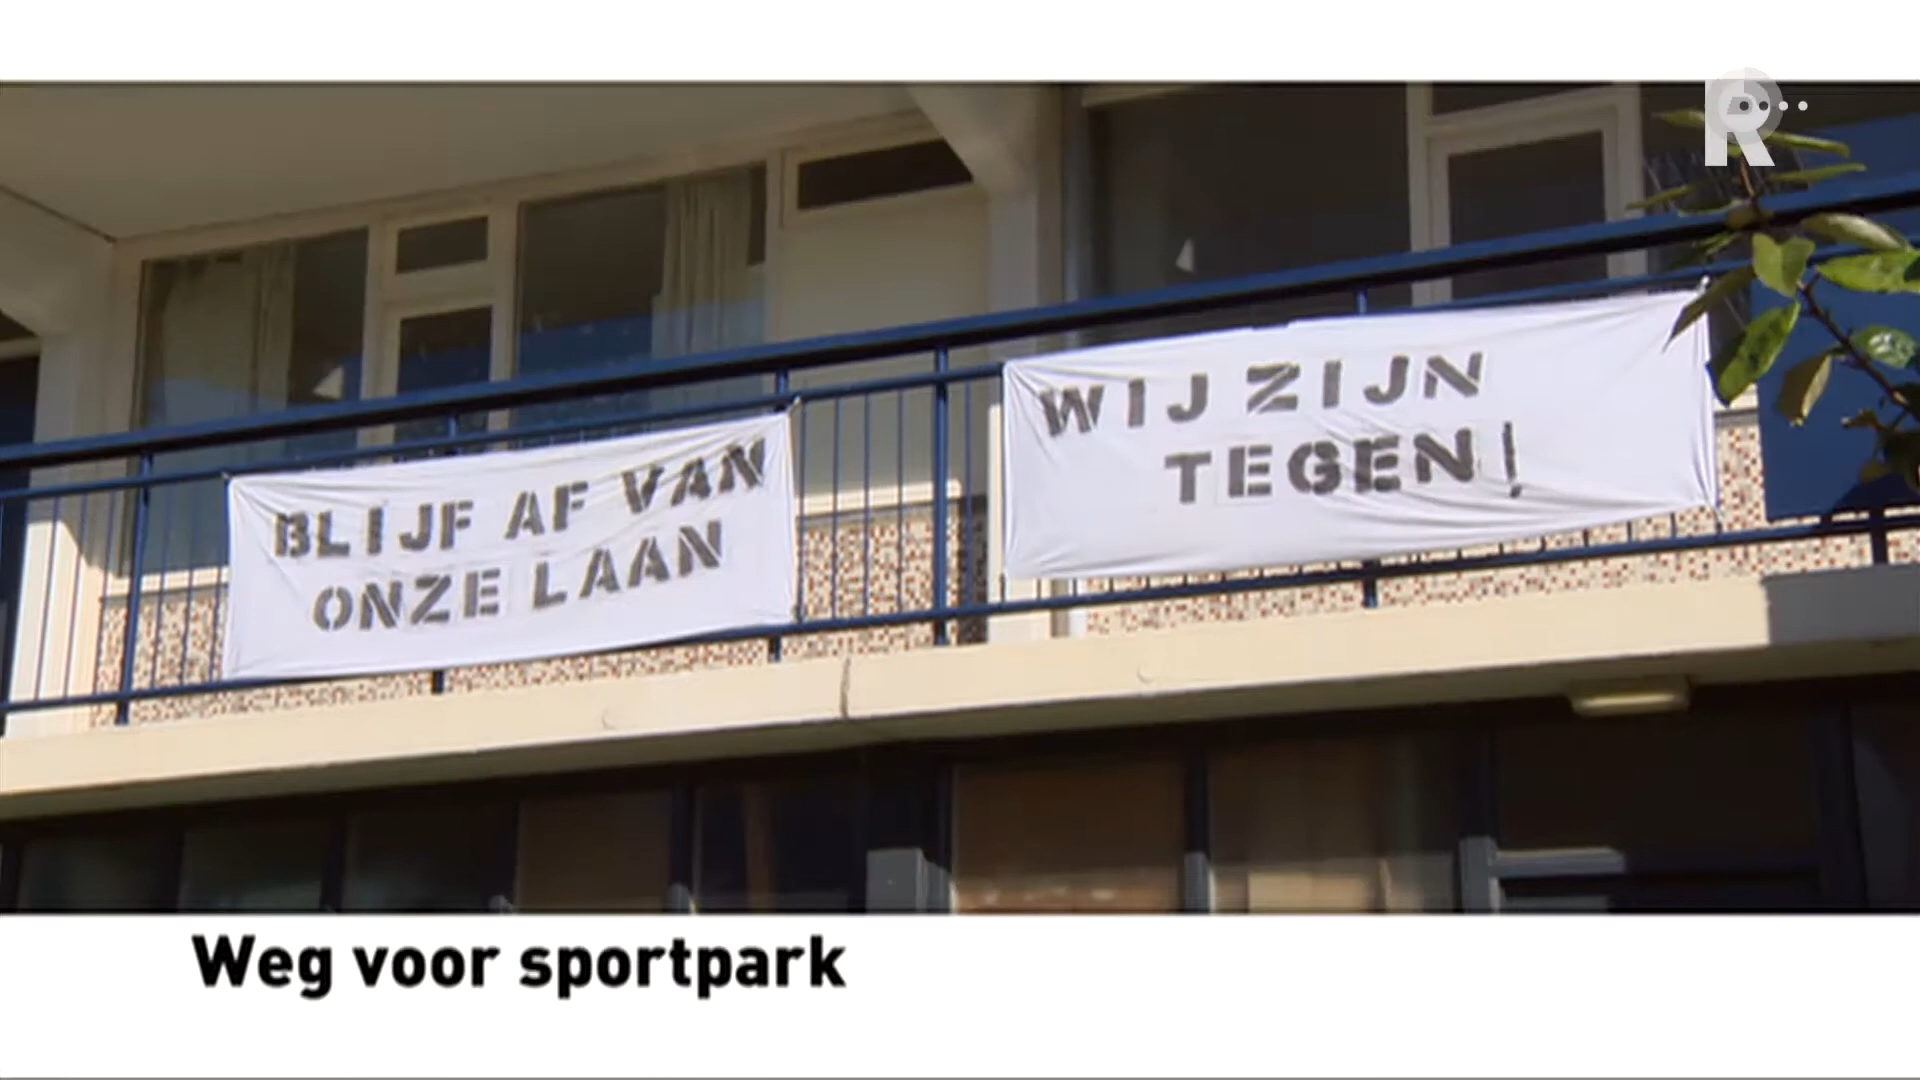 BLIJF AF VAN
ONZE LAAN
WIJ ZIJN
TEGEN!
R
Weg voor sportpark